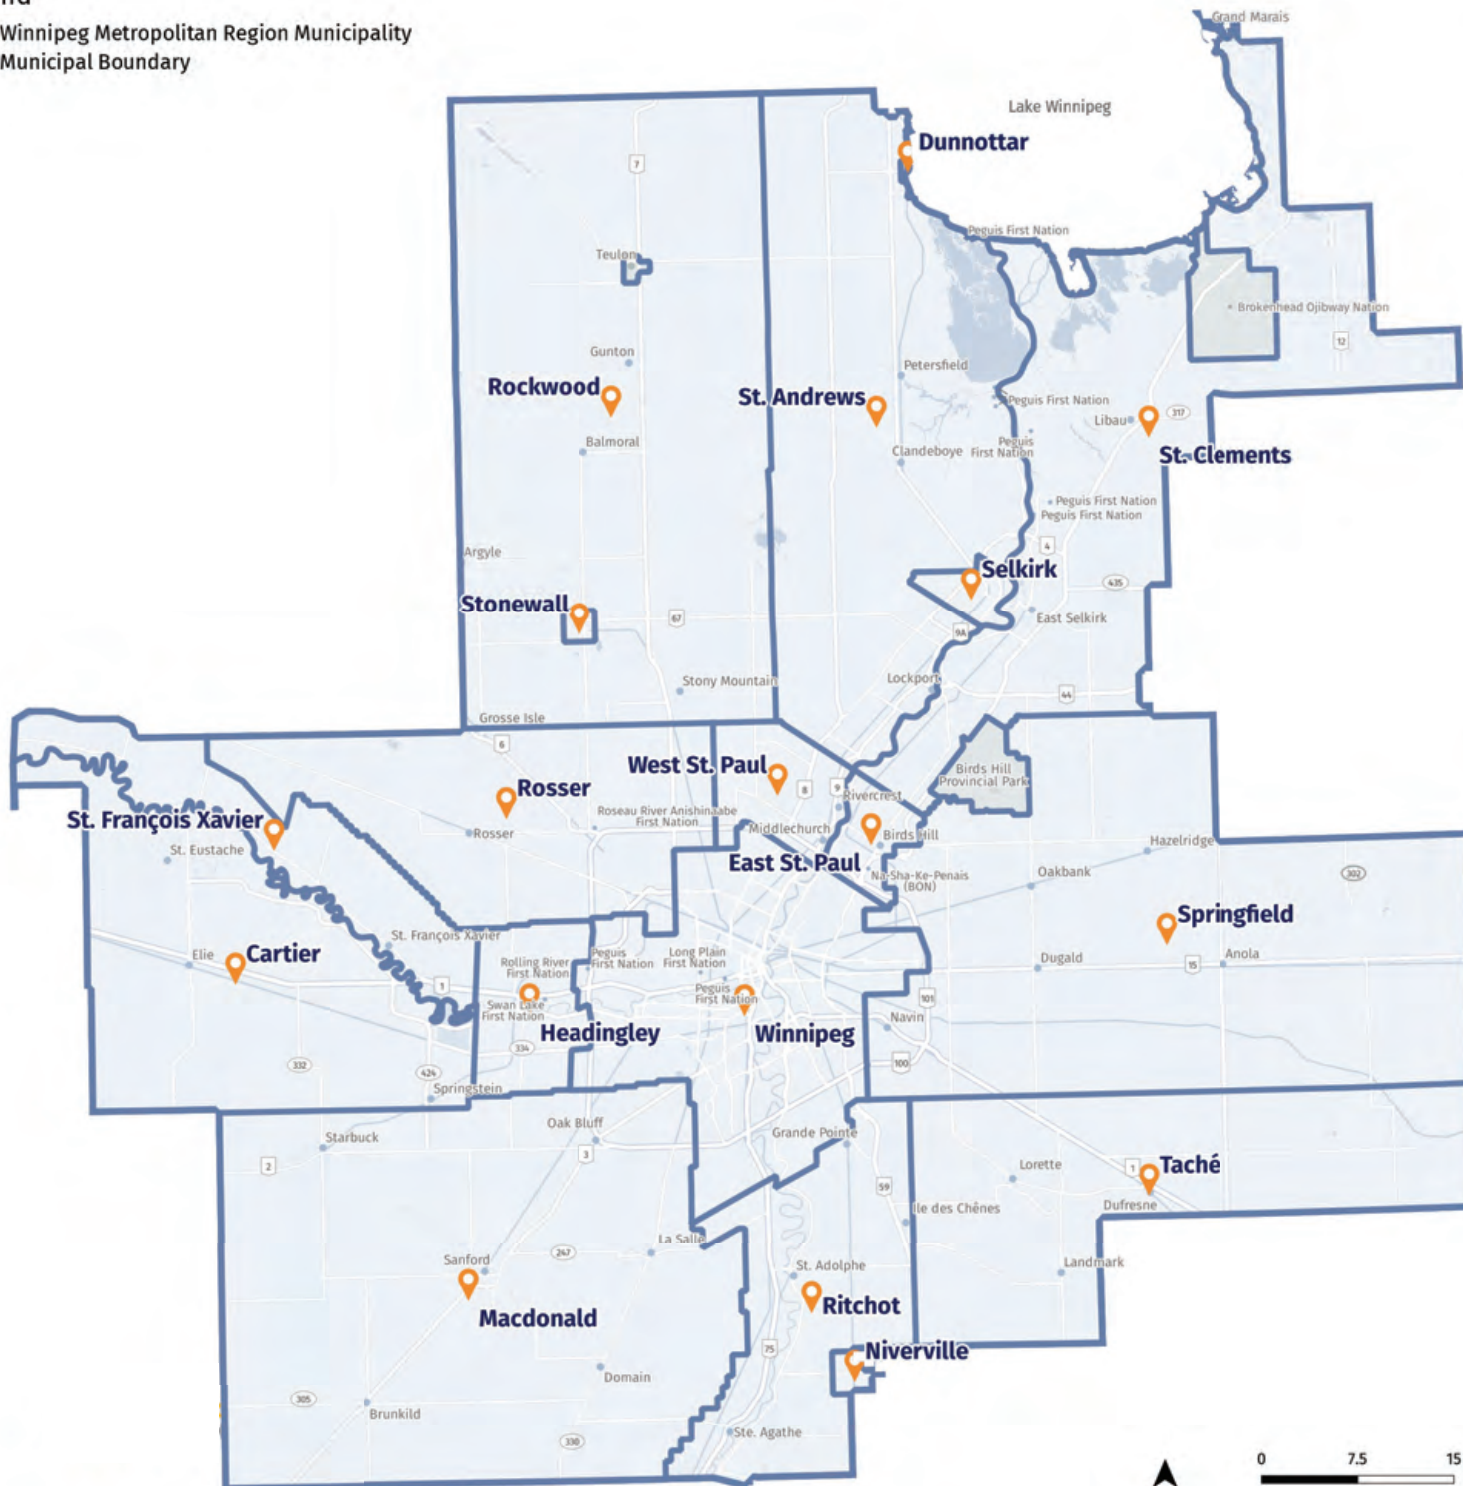 Winnipeg Metropolitan Region Municipality
Municipal Boundary
Grand Marais
Lake Winnipeg
Dunnottar
7
Peguis First Nation
Teulon
Brokenhead Ojibway Nation
12
Gunton
Petersfield
Rockwood
St. Andrews
Peguis First Nation
Libau
317
Balmoral
Clandeboye
Peguis
First Nation
St. Clements
Peguis First Nation
Peguis First Nation
Argyle
4
Selkirk
435
Stonewall
67
East Selkirk
9A
Stony Mountain
Lockport
44
Grosse Isle
6
West St. Paul
Birds Hill
Provincial Park
Rosser
8
9
Rivercrest
St. François Xavier
Roseau River Anishinaabe
First Nation
Rosser
Middlechurch
Birds Hill
Hazelridge
St. Eustache
East St. Paul
Na-Sha-Ke-Penais
(BON)
Oakbank
302
Springfield
St. François Xavier
Elie
Cartier
Rolling River
First Nation
Peguis
First Nation
Long Plain
First Nation
Dugald
15
Anola
1
Swan Lake
First Nation
Peguis
First Nation
101
Navin
Headingley
Winnipeg
334
332
424
100
Springstein
Oak Bluff
Starbuck
Grande Pointe
3
2
Lorette
1
Taché
59
Dufresne
Ile des Chênes
La Salle
247
Sanford
St. Adolphe
Landmark
Macdonald
Ritchot
75
Niverville
Domain
305
Brunkild
330
Ste. Agathe
0 7.5 15